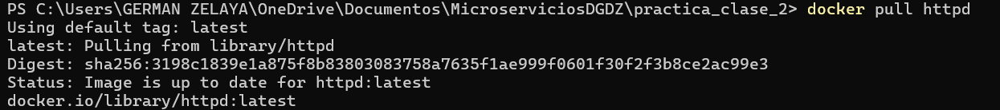 PS C:\Users\GERMAN ZELAYA\OneDrive\Documentos\MicroserviciosDGDZ\practica_clase_2> docker pull httpd
Using default tag: latest
latest: Pulling from library/httpd
Digest: sha256:3198c1839e1a875f8b83803083758a7635f1ae999f0601f30f2f3b8ce2ac99e3
Status: Image is up to date for httpd:latest
docker.io/library/httpd:latest